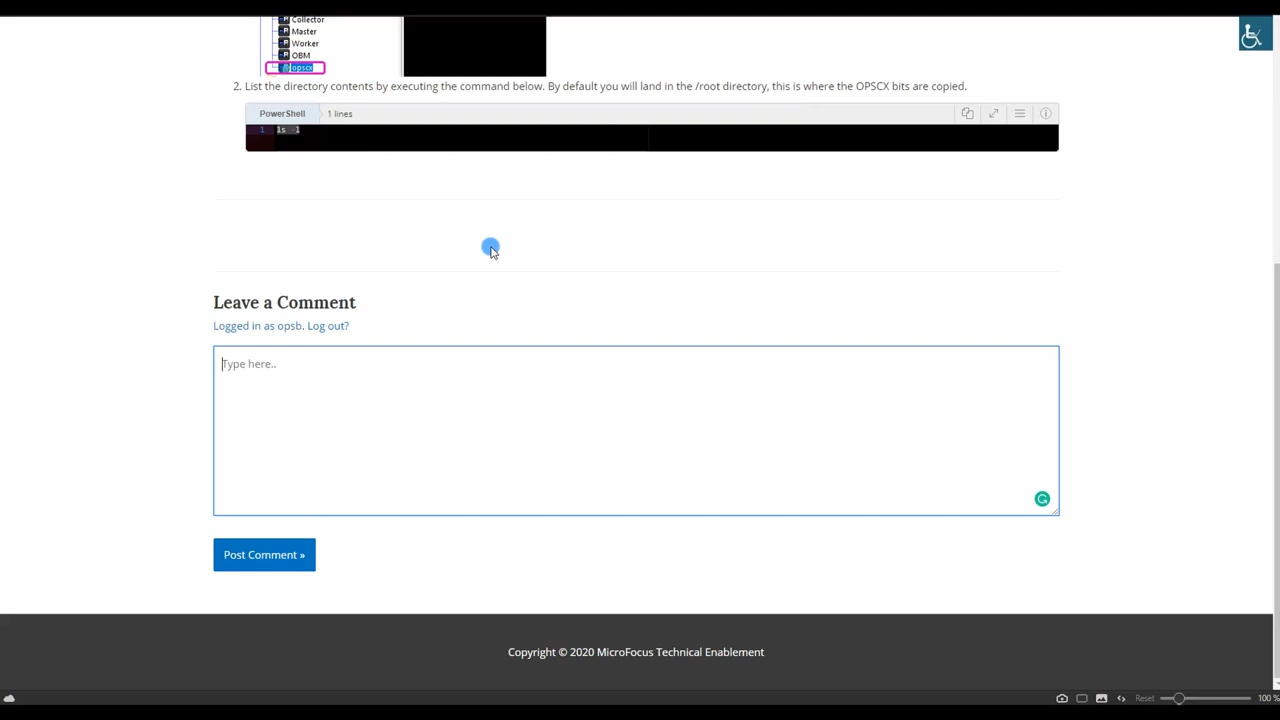 Collector
Master
Worker
OBM
opscx
2. List the directory contents by executing the command below. By default you will land in the /root directory, this is where the OPSCX bits are copied.
PowerShell 1 lines
1 ls -l
Leave a Comment
Logged in as opsb. Log out?
Type here..
Post Comment »
Copyright © 2020 MicroFocus Technical Enablement
Reset 100 %